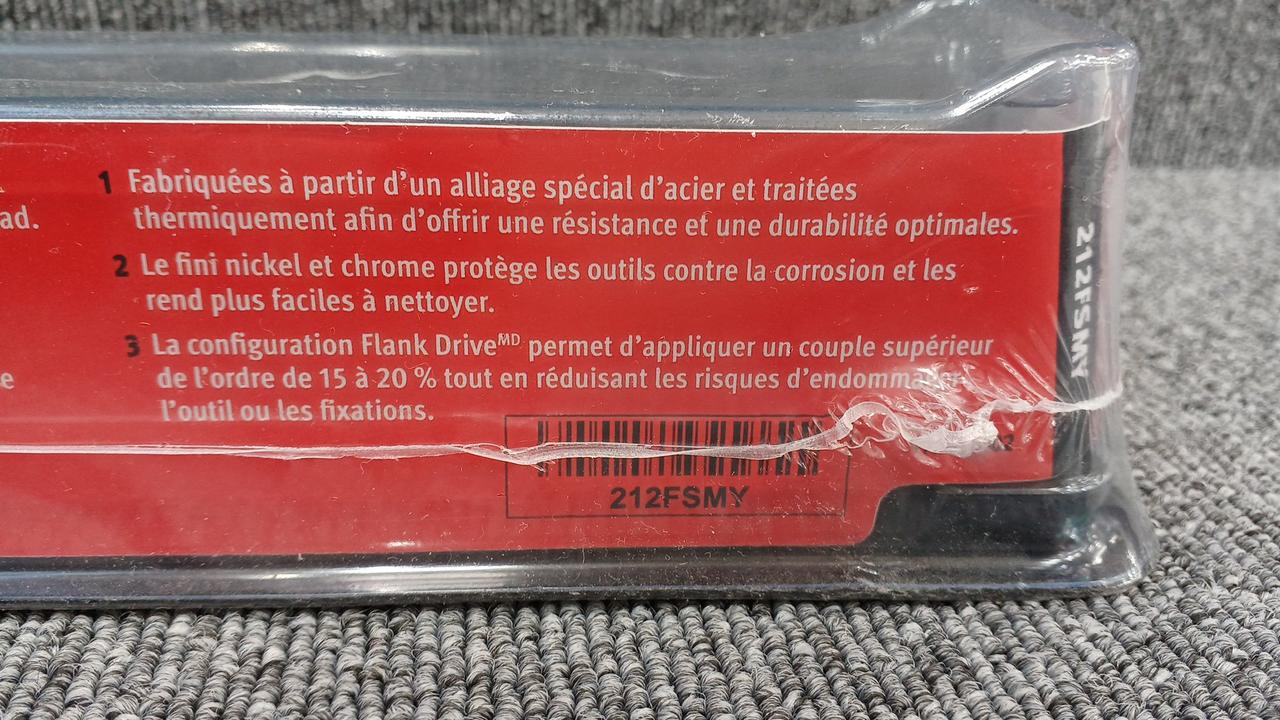 ad.
1 Fabriquées à partir d'un alliage spécial d'acier et traitées
thermiquement afin d'offrir une résistance et une durabilité optimales.
2 Le fini nickel et chrome protège les outils contre la corrosion et les
rend plus faciles à nettoyer.
3 La configuration Flank Drive MD permet d'appliquer un couple supérieur
de l'ordre de 15 à 20 % tout en réduisant les risques
l'outil ou les fixations.
212FSMY
212FSMY